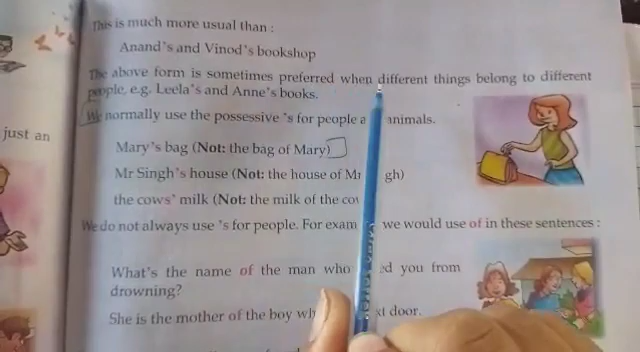 This is much more usual than :
Anand's and Vinod's bookshop
The above form is sometimes preferred when different things belong to different
people, e.g. Leela's and Anne's books.
We normally use the possessive 's for people a animals.
just an
Mary's bag (Not: the bag of Mary)
Mr Singh's house (Not: the house of Mr gh)
the cows' milk (Not: the milk of the cow
We do not always use 's for people. For exam we would use of in these sentences :
What's the name of the man who ed you from
drowning?
She is the mother of the boy wh xt door.